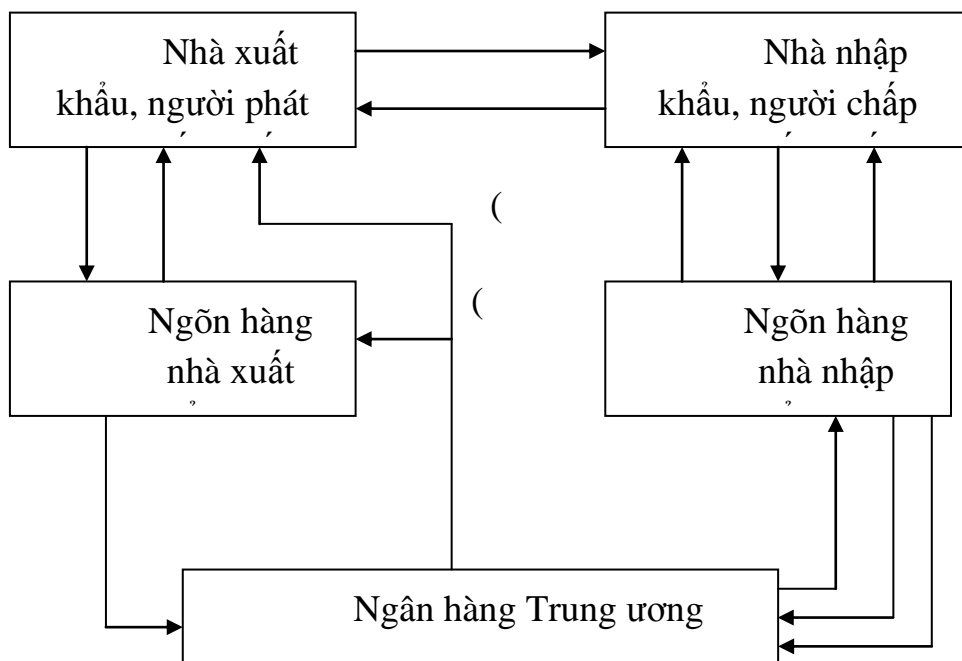 Nhà xuất
khẩu, người phát
Nhà nhập
khẩu, người chấp
(
(
Ngõn hàng
nhà xuất
Ngõn hàng
nhà nhập
Ngân hàng Trung ương